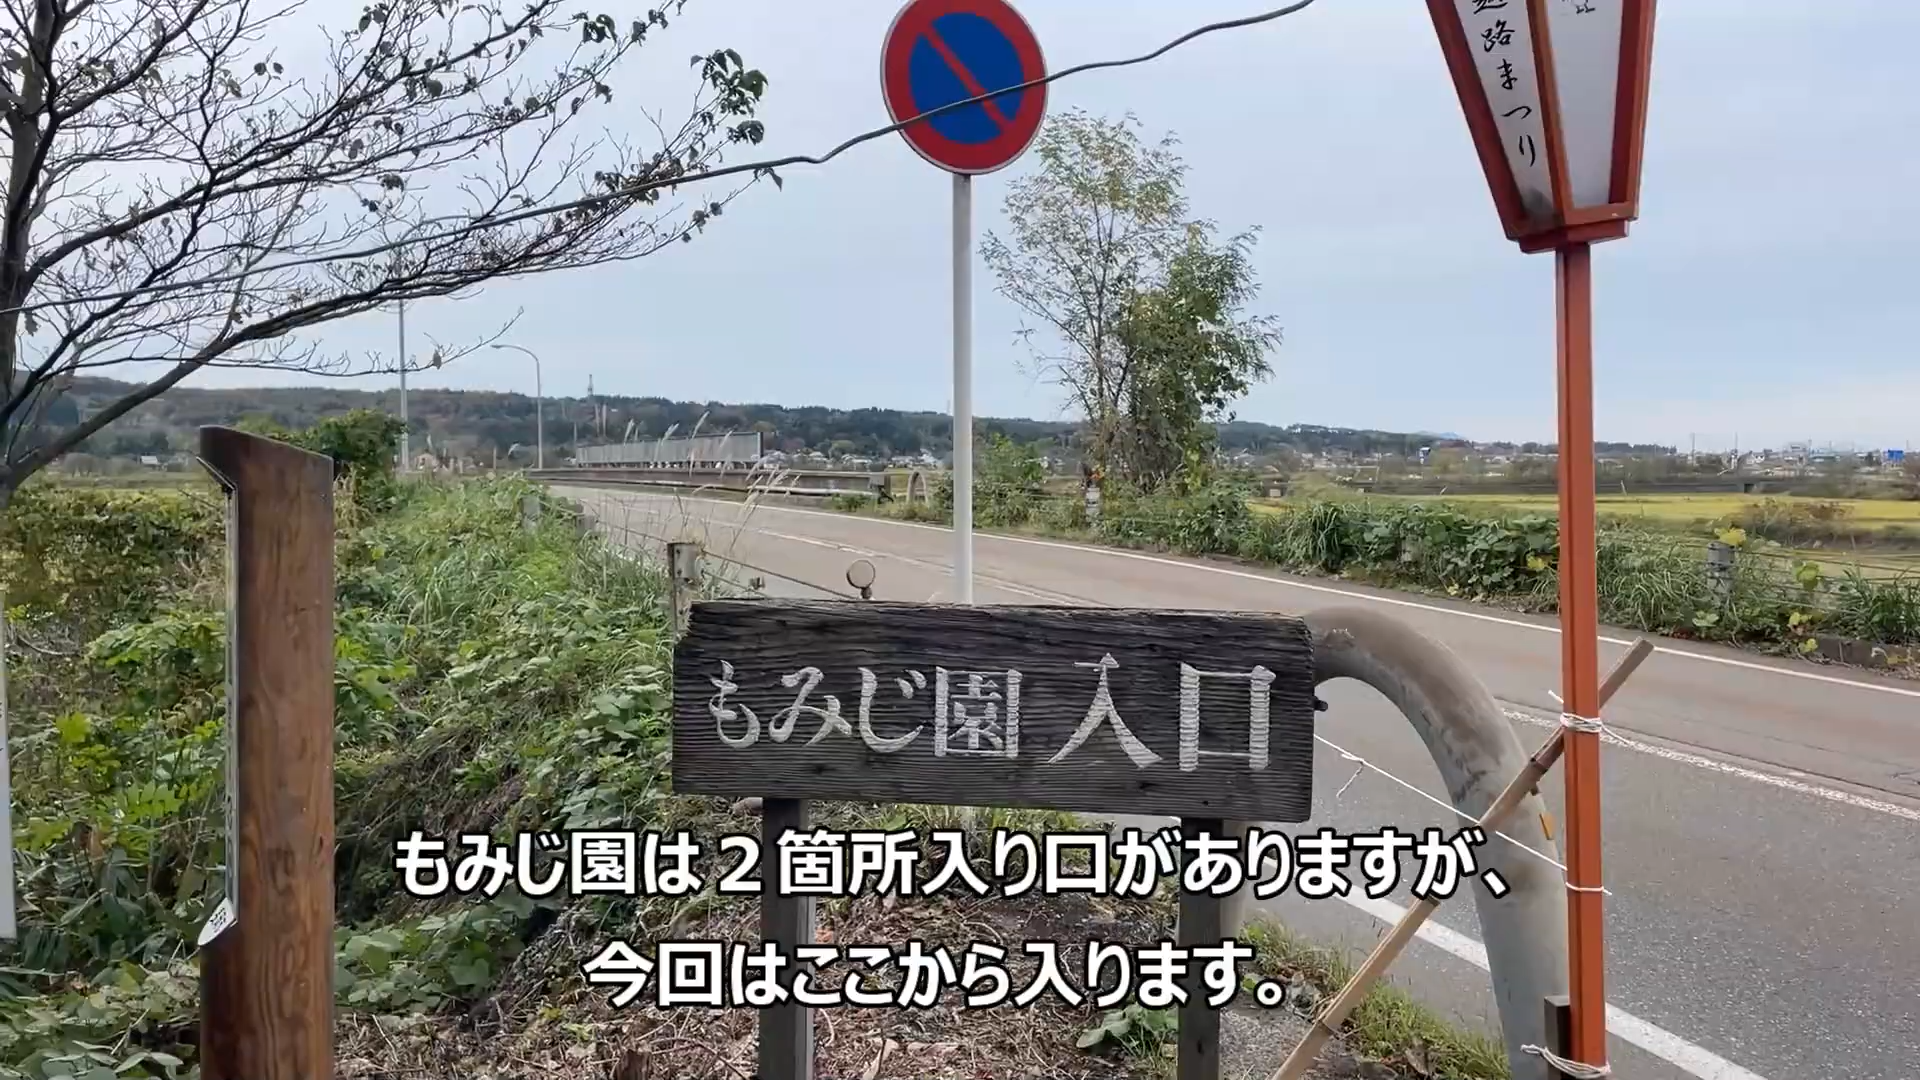 路まつり
もみじ園 入口
もみじ園は２箇所入り口がありますが、
今回はここから入ります。